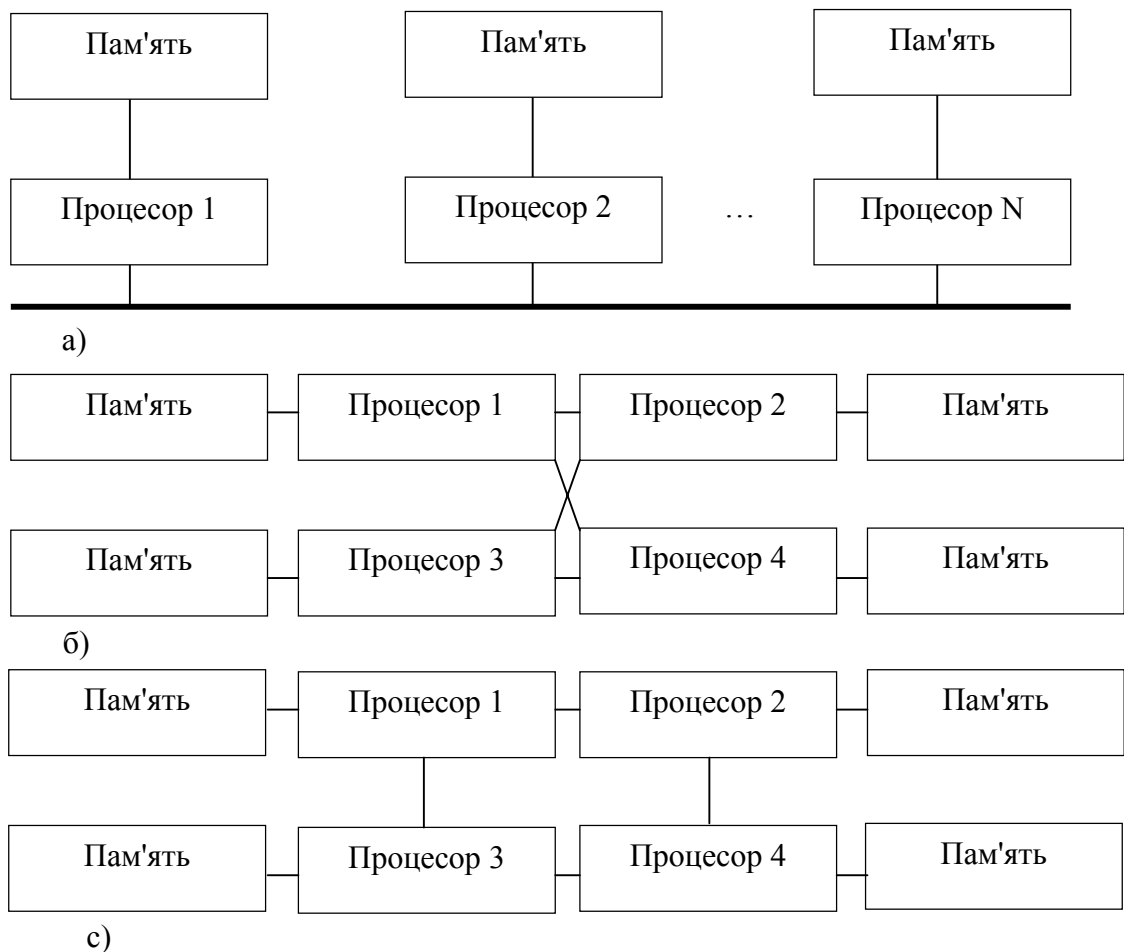 Пам'ять Пам'ять Пам'ять
Процесор 1 Процесор 2 ... Процесор N
а)
Пам'ять Процесор 1 Процесор 2 Пам'ять
Пам'ять Процесор 3 Процесор 4 Пам'ять
б)
Пам'ять Процесор 1 Процесор 2 Пам'ять
Пам'ять Процесор 3 Процесор 4 Пам'ять
с)